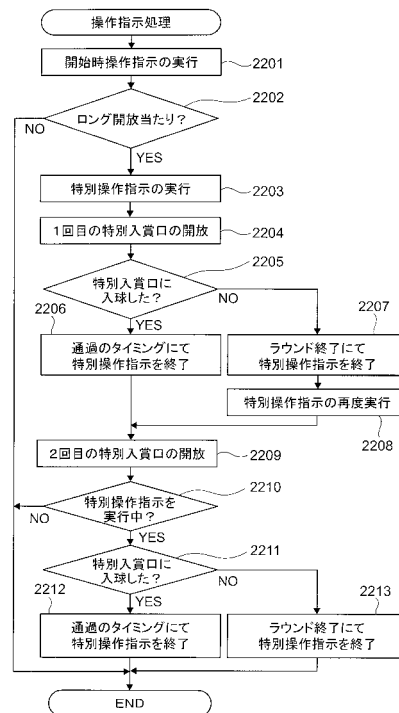 操作指示処理
開始時操作指示の実行
2201
2202
ロング開放当たり？
NO
YES
特別操作指示の実行
2203
1回目の特別入賞口の開放
2204
2205
特別入賞口に
入球した？
NO
2206
YES
2207
通過のタイミングにて
特別操作指示を終了
ラウンド終了にて
特別操作指示を終了
特別操作指示の再度実行
2208
2回目の特別入賞口の開放
2209
2210
特別操作指示を
実行中？
NO
YES
2211
特別入賞口に
入球した？
NO
2212
YES
2213
通過のタイミングにて
特別操作指示を終了
ラウンド終了にて
特別操作指示を終了
END